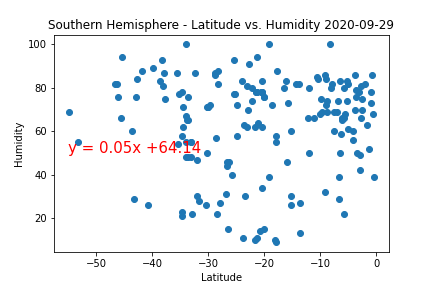 Southern Hemisphere - Latitude vs. Humidity 2020-09-29
100
80
60
40
20
y = 0.05x +64.14
Humidity
−50
−40
−30
−20
−10
0
Latitude